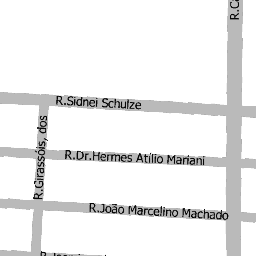 R.Sidnei Schulze
R.Girassóis, dos
R.Dr.Hermes Atílio Mariani
R.João Marcelino Machado